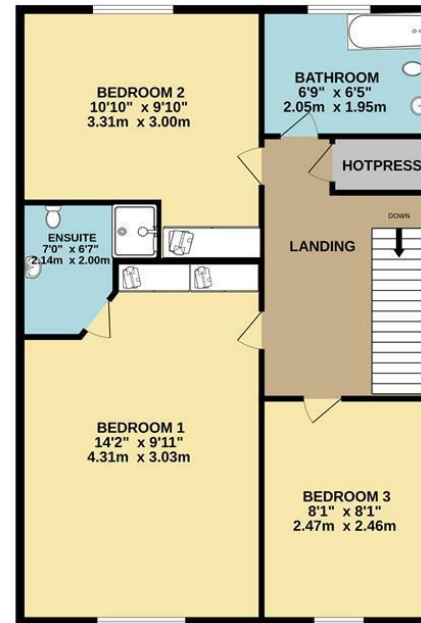 BEDROOM 2
10'10" x 9'10"
3.31m x 3.00m
BATHROOM
6'9" x 6'5"
2.05m x 1.95m
HOTPRESS
DOWN
LANDING
ENSUITE
7'0" x 6'7"
2.14m x 2.00m
BEDROOM 1
14'2" x 9'11"
4.31m x 3.03m
BEDROOM 3
8'1" x 8'1"
2.47m x 2.46m